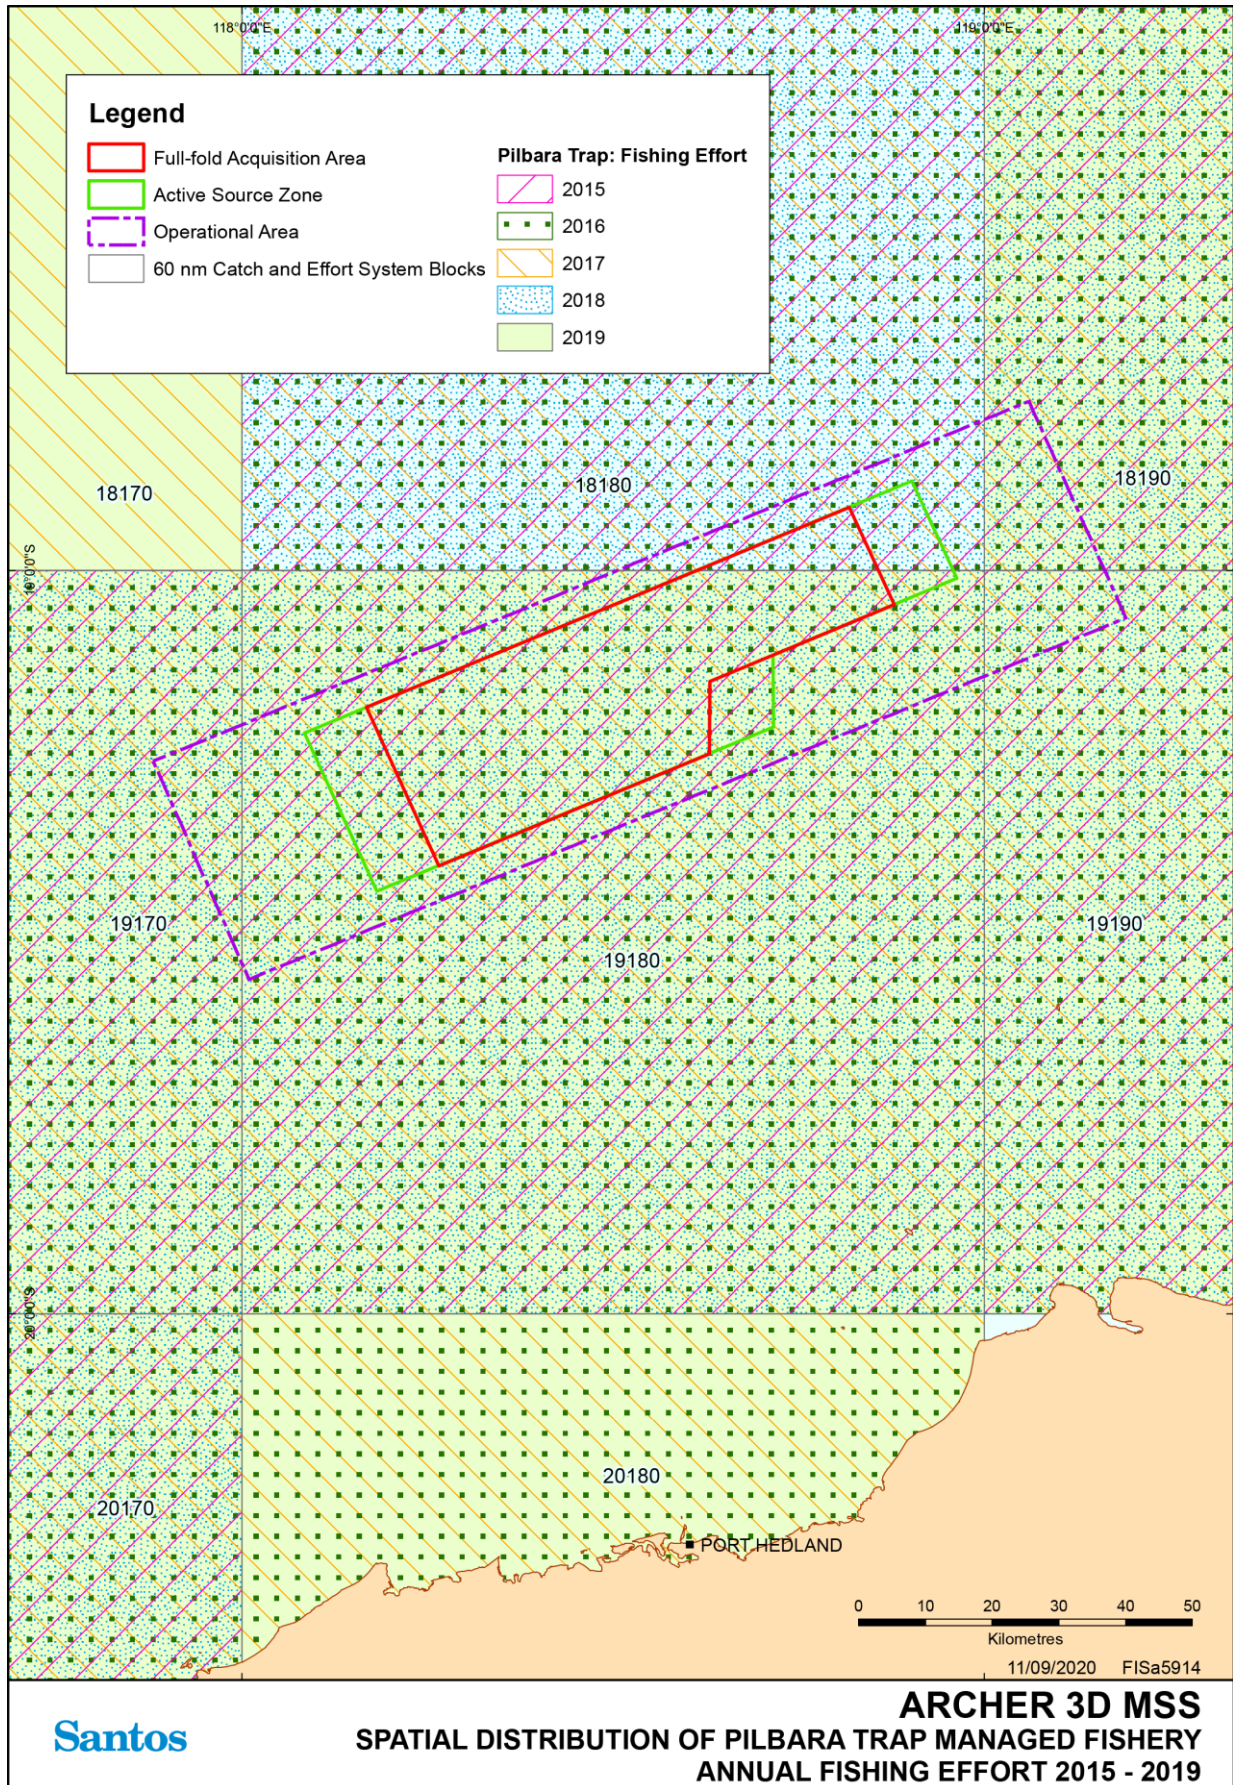 118°0'0"E
119°0'0"E
Legend
Full-fold Acquisition Area
Active Source Zone
Operational Area
60 nm Catch and Effort System Blocks
Pilbara Trap: Fishing Effort
2015
2016
2017
2018
2019
18170
18180
18190
19°0'0"S
19170
19180
19190
20°0'0"S
20170
20180
PORT HEDLAND
0 10 20 30 40 50
Kilometres
11/09/2020 FISa5914
Santos
ARCHER 3D MSS
SPATIAL DISTRIBUTION OF PILBARA TRAP MANAGED FISHERY
ANNUAL FISHING EFFORT 2015 - 2019